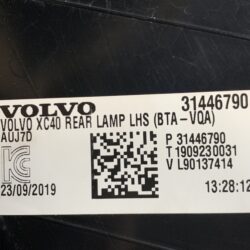 VOLVO 31446790
VOLVO XC40 REAR LAMP LHS (BTA-VQA)
AUJ7D
P 31446790
T 1909230031
V L90137414
23/09/2019 13:28:12